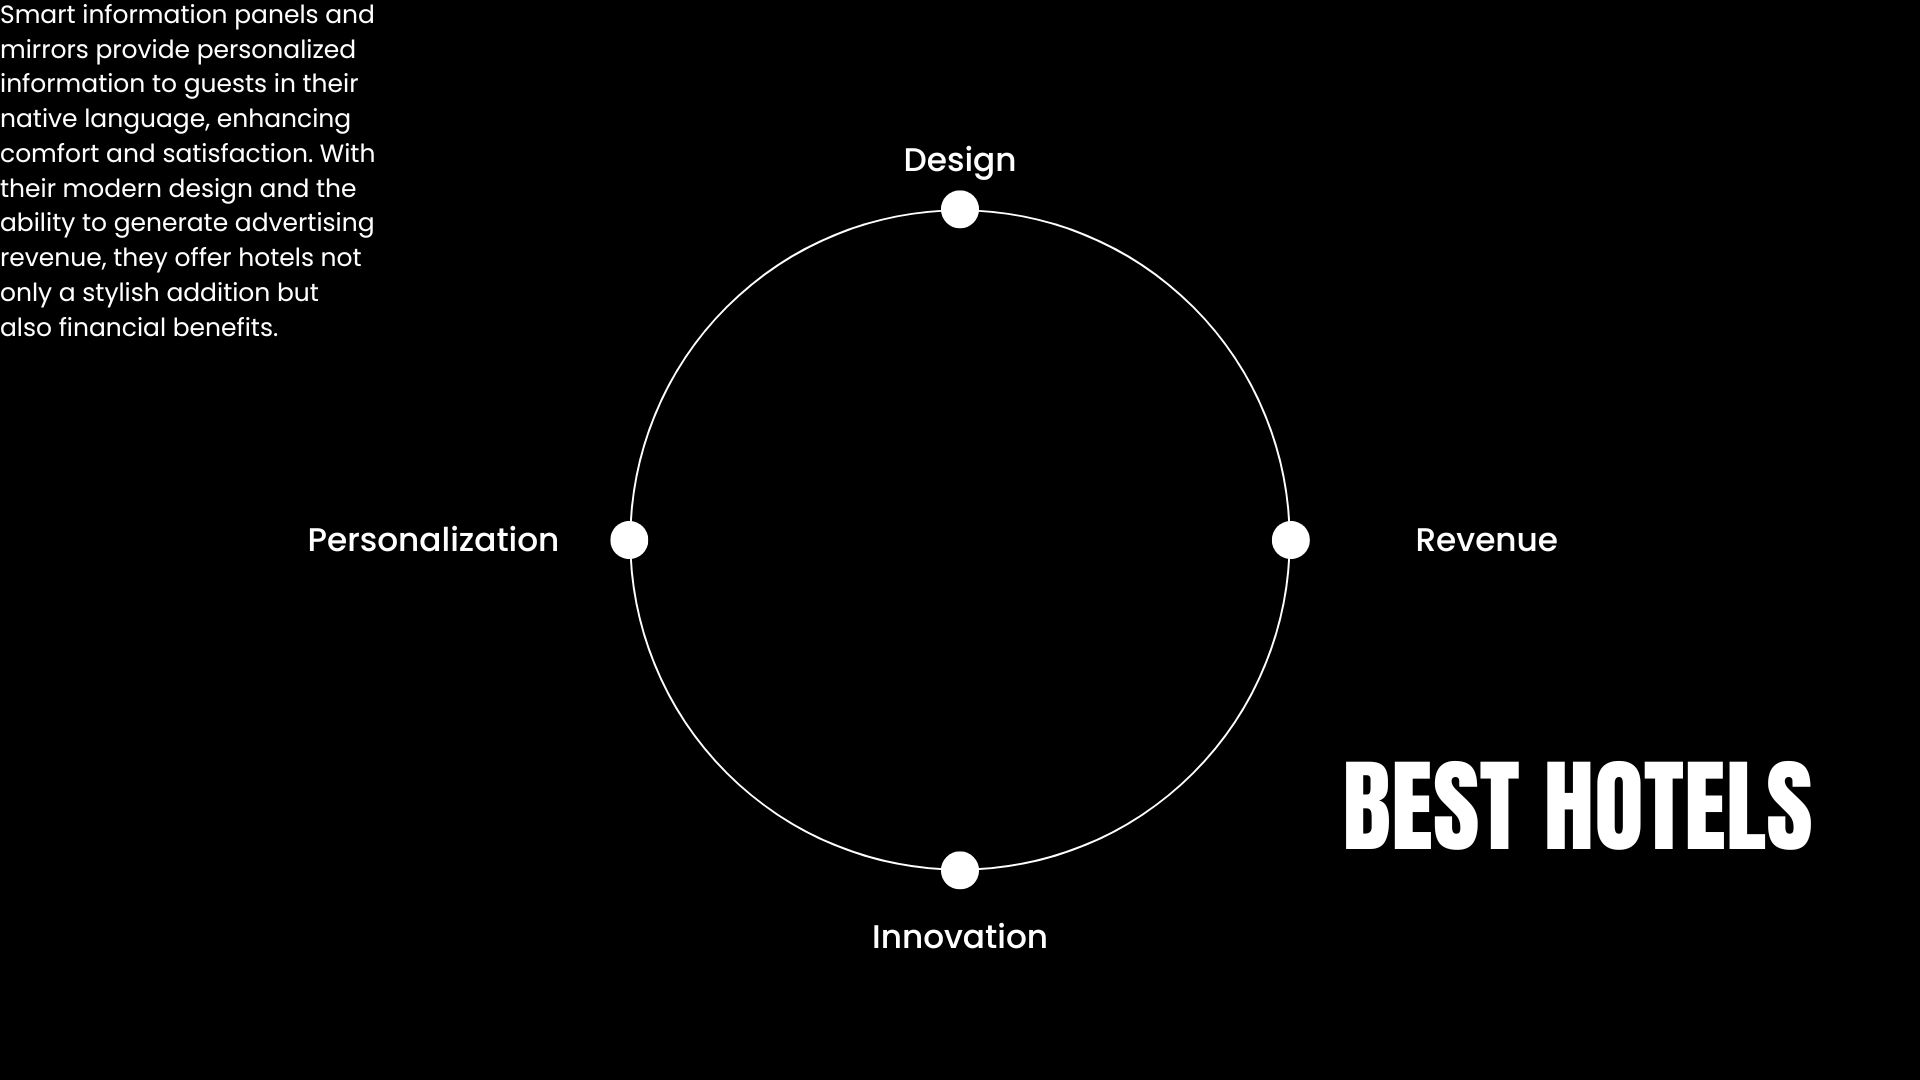 Smart information panels and
mirrors provide personalized
information to guests in their
native language, enhancing
comfort and satisfaction. With
their modern design and the
ability to generate advertising
revenue, they offer hotels not
only a stylish addition but
also financial benefits.
Design
Personalization
Revenue
BEST HOTELS
Innovation